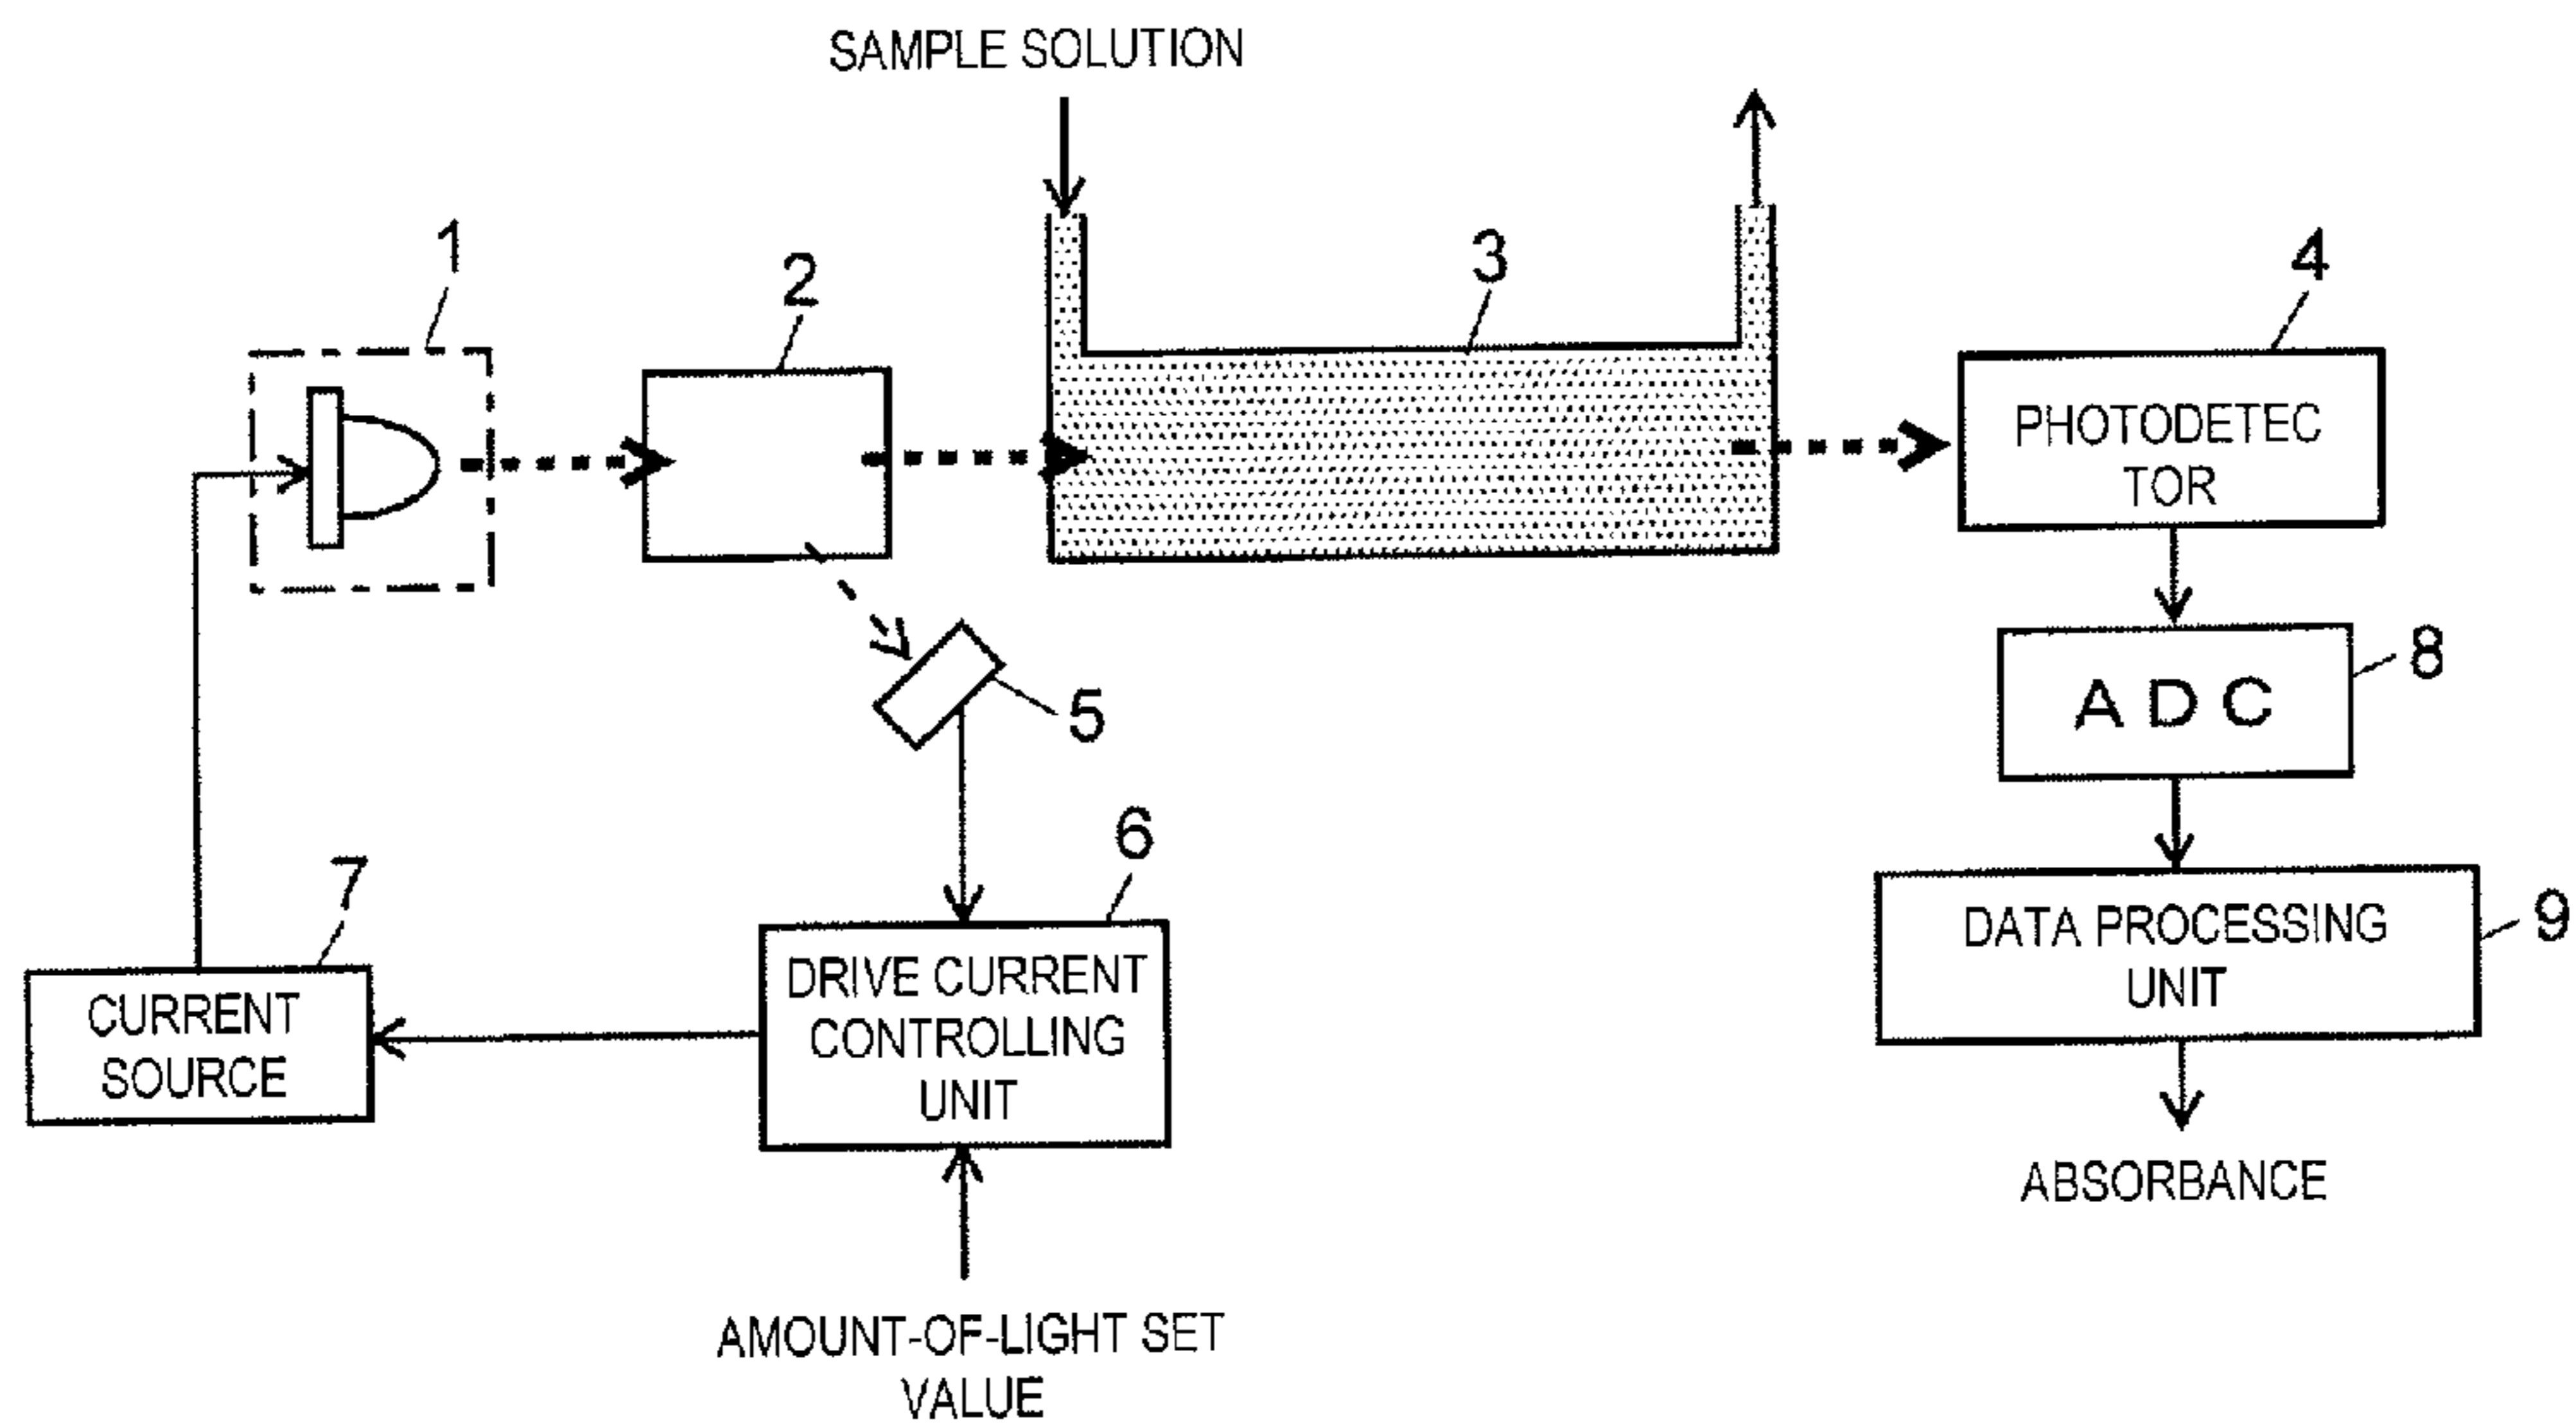 SAMPLE SOLUTION
1
2
3
4
PHOTODETEC
TOR
5
8
ADC
6
7
9
DATA PROCESSING
UNIT
DRIVE CURRENT
CONTROLLING
UNIT
CURRENT
SOURCE
ABSORBANCE
AMOUNT-OF-LIGHT SET
VALUE